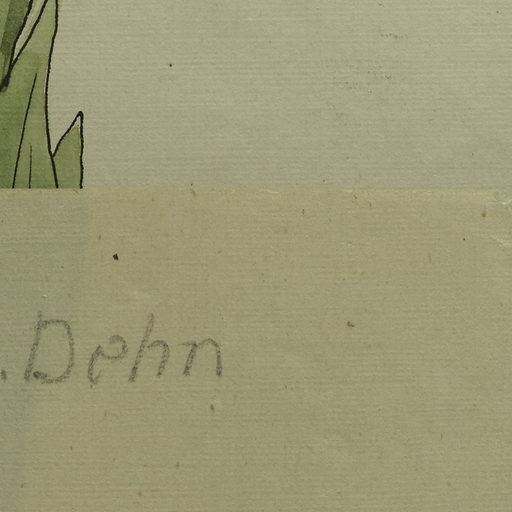 . Dehn